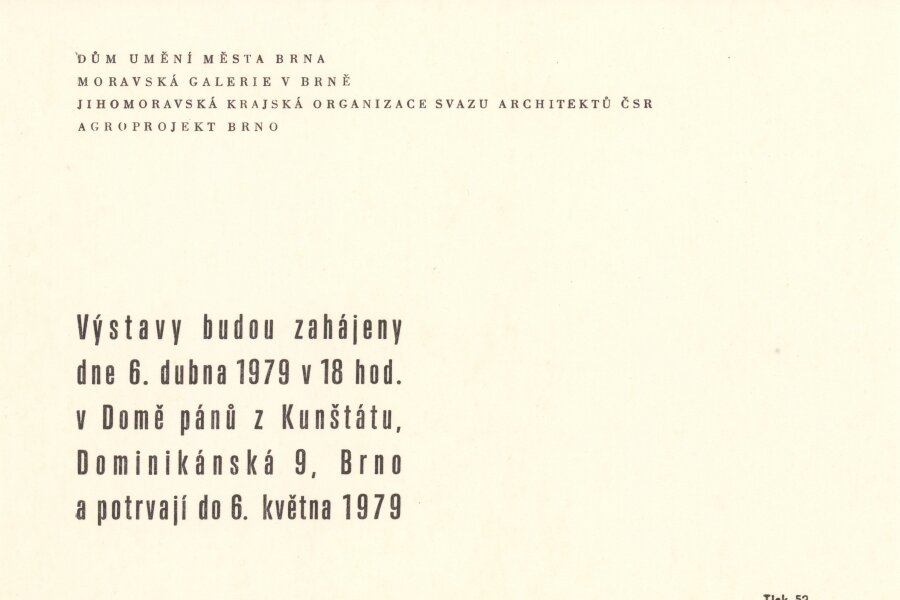 DŮM UMĚNÍ MĚSTA BRNA
MORAVSKÁ GALERIE V BRNĚ
JIHOMORAVSKÁ KRAJSKÁ ORGANIZACE SVAZU ARCHITEKTŮ ČSR
AGROPROJEKT BRNO
Výstavy budou zahájeny
dne 6. dubna 1979 v 18 hod.
v Domě pánů z Kunštátu,
Dominikánská 9, Brno
a potrvají do 6. května 1979